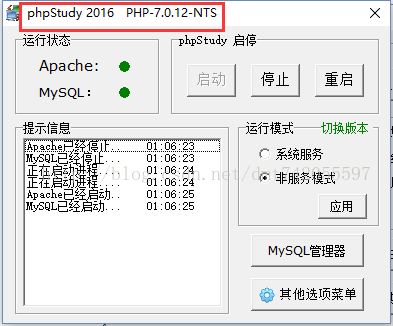 phpStudy 2016 PHP-7.0.12-NTS
运行状态
Apache:
MySQL:
phpStudy 启停
启动 停止 重启
提示信息
Apache已经停止... 01:06:23
MySQL已经停止... 01:06:23
正在启动进程... 01:06:24
正在启动进程... 01:06:24
Apache已经启动... 01:06:25
MySQL已经启动... 01:06:25
运行模式 切换版本
系统服务
非服务模式
应用
MySQL管理器
其他选项菜单